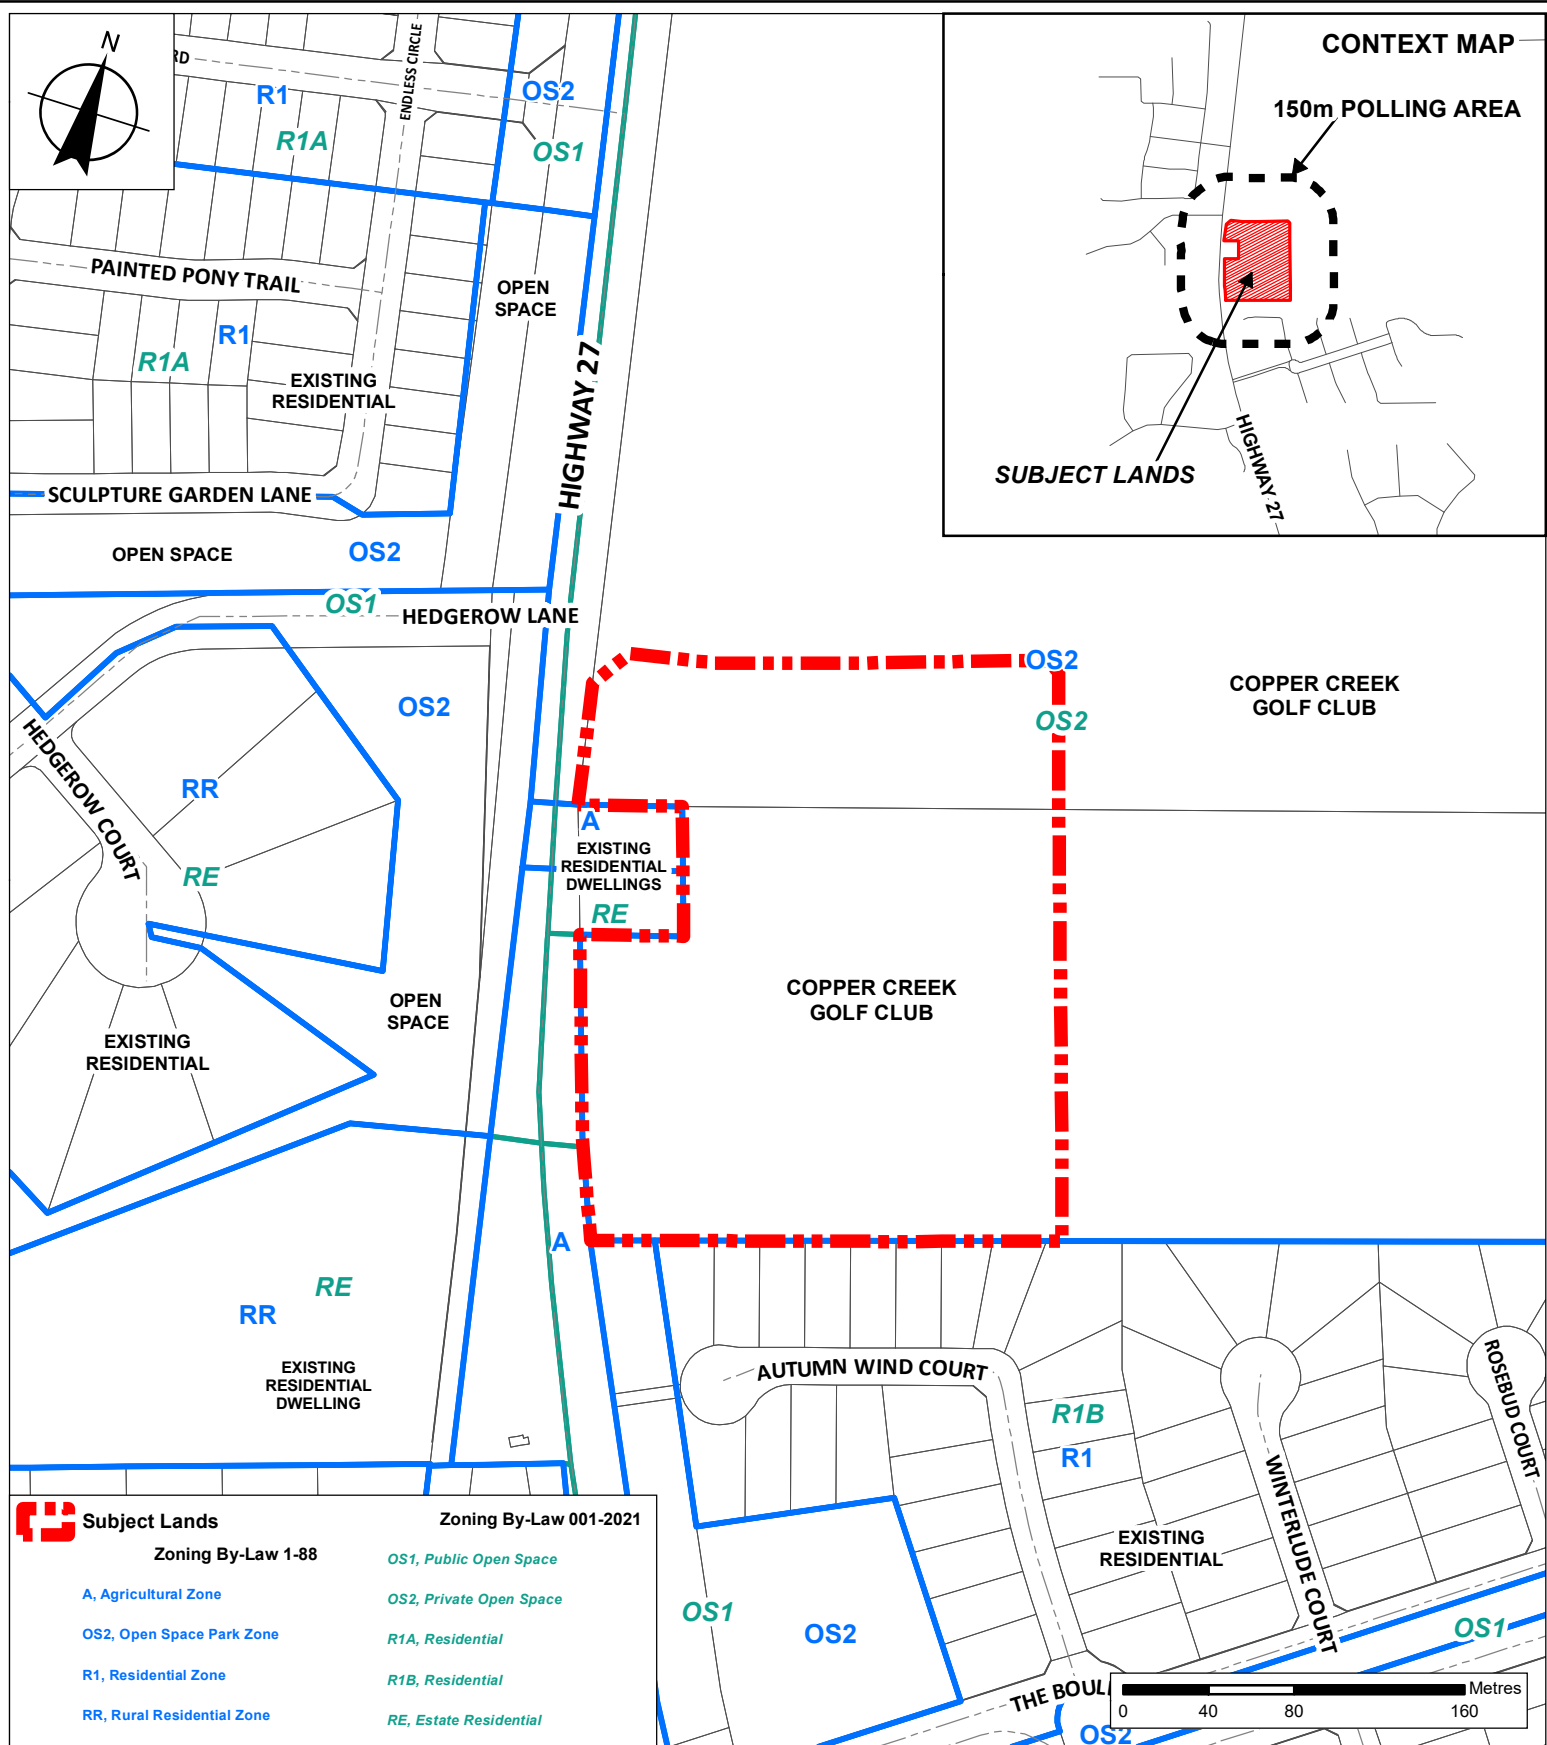 N
RD
ENDLESS CIRCLE
R1
R1A
OS2
OS1
CONTEXT MAP
150m POLLING AREA
SUBJECT LANDS
HIGHWAY 27
PAINTED PONY TRAIL
OPEN
SPACE
R1
R1A
EXISTING
RESIDENTIAL
HIGHWAY 27
SCULPTURE GARDEN LANE
OPEN SPACE
OS2
OS1
HEDGEROW LANE
OS2
OS2
OS2
COPPER CREEK
GOLF CLUB
HEDGEROW COURT
RR
RE
A
EXISTING
RESIDENTIAL
DWELLINGS
RE
COPPER CREEK
GOLF CLUB
OPEN
SPACE
EXISTING
RESIDENTIAL
A
RE
RR
EXISTING
RESIDENTIAL
DWELLING
AUTUMN WIND COURT
R1B
R1
ROSEBUD COURT
WINTERLUDE COURT
EXISTING
RESIDENTIAL
OS1
OS2
OS1
THE BOUL
OS2
Metres
0 40 80 160
Subject Lands
Zoning By-Law 1-88
A, Agricultural Zone
OS2, Open Space Park Zone
R1, Residential Zone
RR, Rural Residential Zone
Zoning By-Law 001-2021
OS1, Public Open Space
OS2, Private Open Space
R1A, Residential
R1B, Residential
RE, Estate Residential